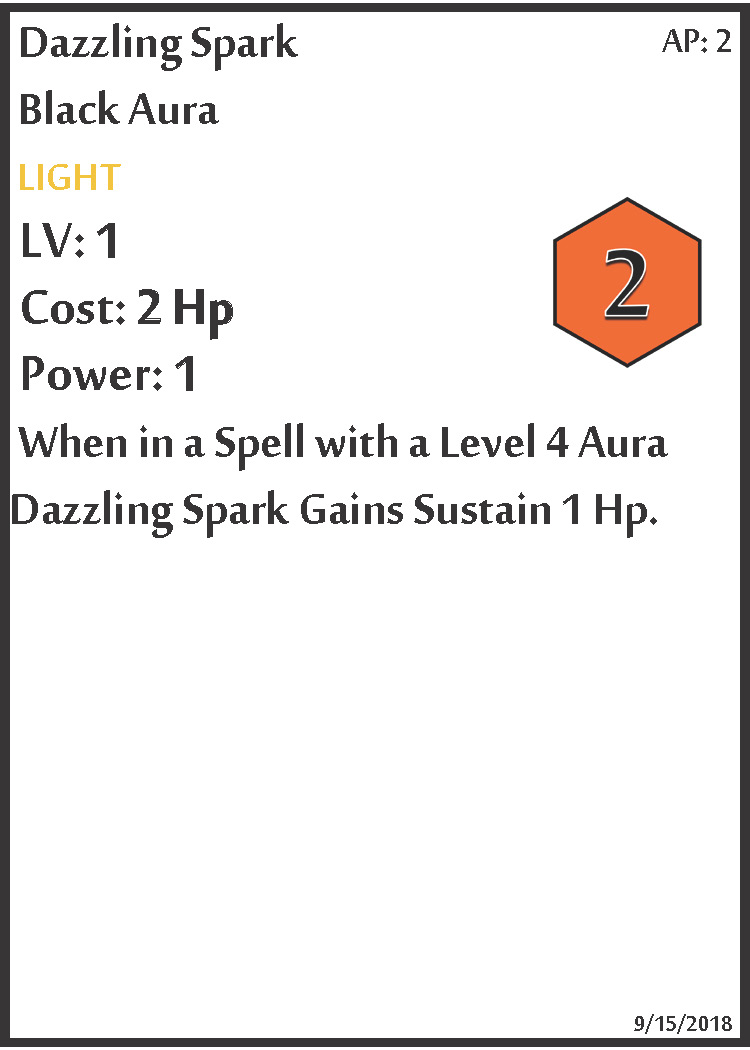 Dazzling Spark
AP: 2
Black Aura
LIGHT
LV: 1
2
Cost: 2 Hp
Power: 1
When in a Spell with a Level 4 Aura
Dazzling Spark Gains Sustain 1 Hp.
9/15/2018